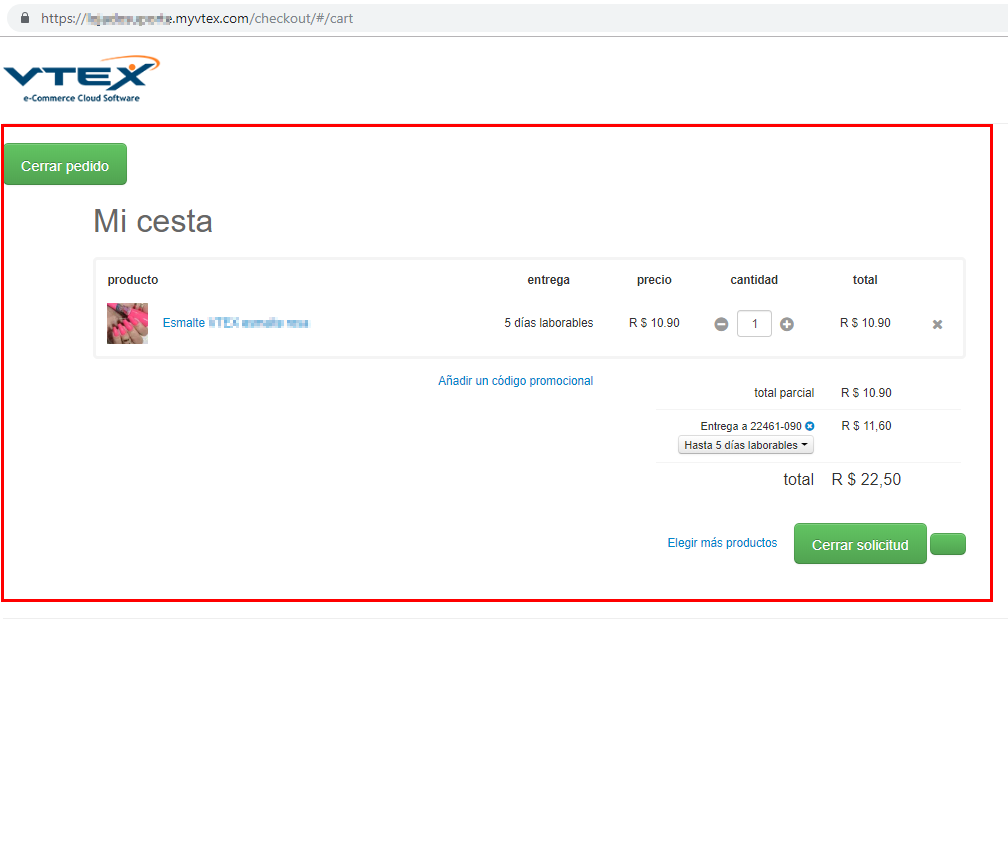 https:// .myvtex.com/checkout/#/cart
VTEX
e-Commerce Cloud Software
Cerrar pedido
Mi cesta
producto entrega precio cantidad total
Esmalte 5 días laborables R $ 10.90 1 R $ 10.90
Añadir un código promocional
total parcial R $ 10.90
Entrega a 22461-090 R $ 11,60
Hasta 5 días laborables
total R $ 22,50
Elegir más productos Cerrar solicitud